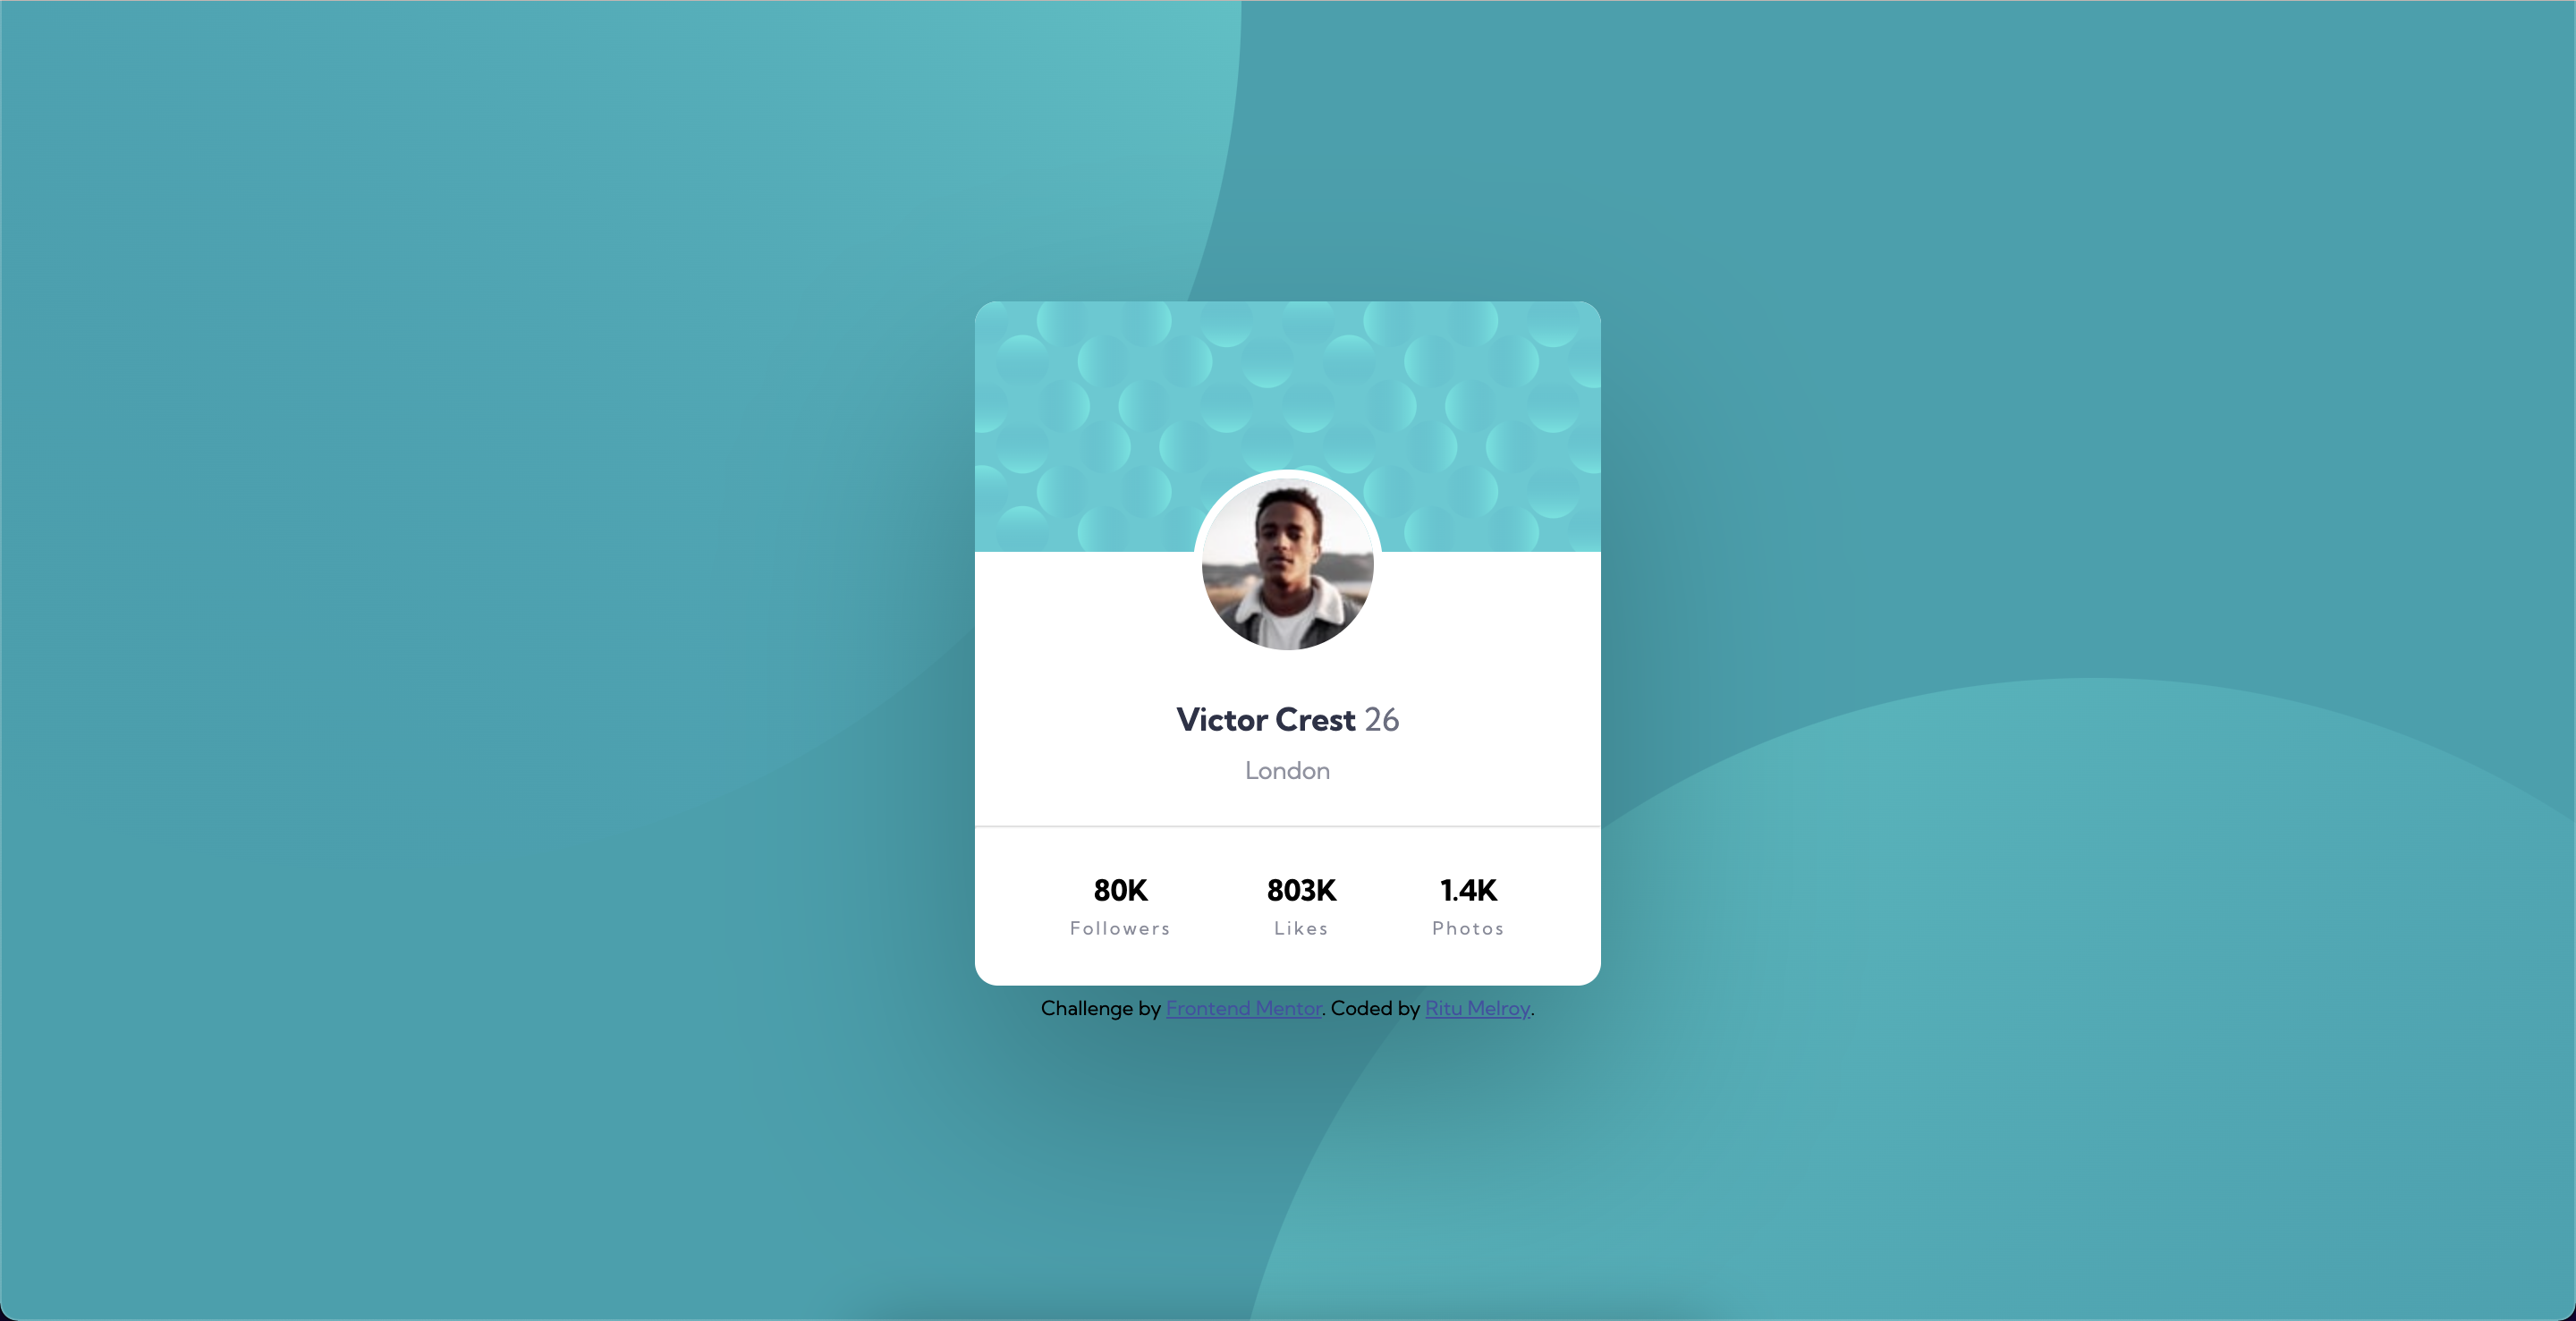 Victor Crest 26
London
80K 803K 1.4K
Followers Likes Photos
Challenge by Frontend Mentor. Coded by Ritu Melroy.